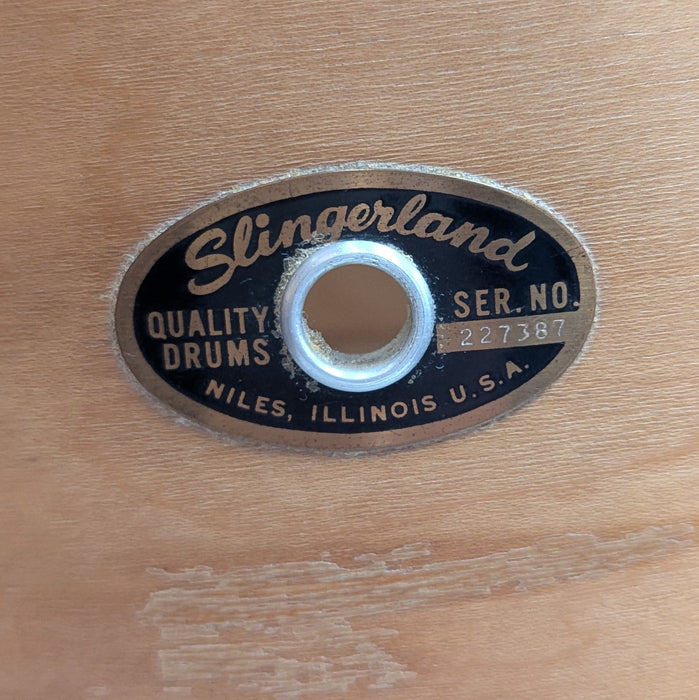 Slingerland
QUALITY
DRUMS
SER. NO.
227387
NILES, ILLINOIS U.S.A.